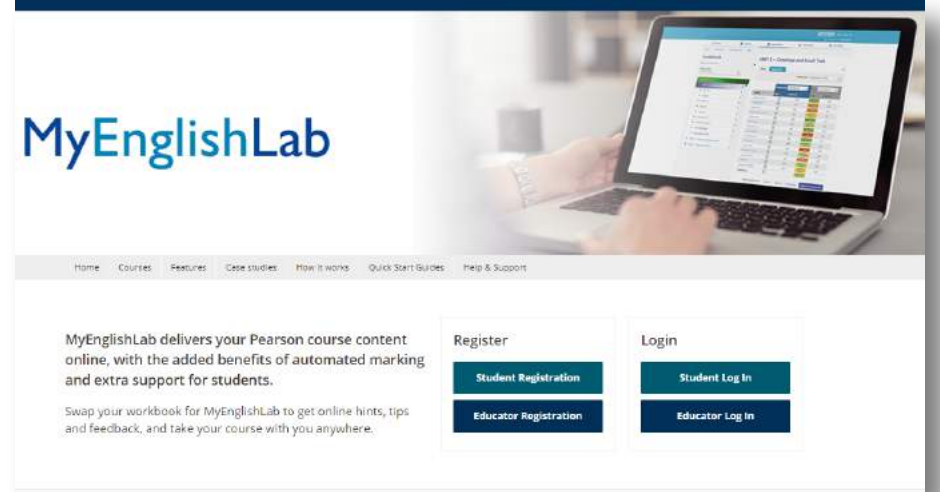 MyEnglishLab
Home Courses Features Case studies How it works Quick Start Guides Help & Support
MyEnglishLab delivers your Pearson course content
online, with the added benefits of automated marking
and extra support for students.
Swap your workbook for MyEnglishLab to get online hints, tips
and feedback, and take your course with you anywhere.
Register
Student Registration
Educator Registration
Login
Student Log In
Educator Log In